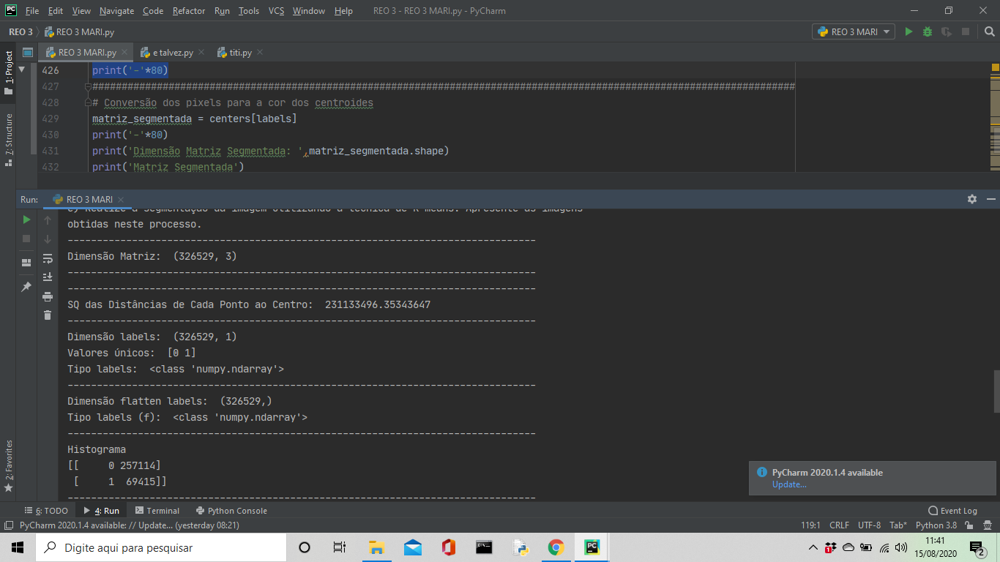 File Edit View Navigate Code Refactor Run Tools VCS Window Help REO 3 - REO 3 MARI.py - PyCharm
REO 3 REO 3 MARI.py REO 3 MARI
1: Project
REO 3 MARI.py e talvez.py titi.py
426 print('-'*80)
427 ########################################################################################################################
428 # Conversão dos pixels para a cor dos centroides
429 matriz_segmentada = centers[labels]
430 print('-'*80)
431 print('Dimensão Matriz Segmentada: ',matriz_segmentada.shape)
432 print('Matriz Segmentada')
7: Structure
Run: REO 3 MARI
Realize a segmentação da imagem utilizando a técnica de k-means. Apresente as imagens
obtidas neste processo.
--------------------------------------------------------------------------------
Dimensão Matriz:  (326529, 3)
--------------------------------------------------------------------------------
--------------------------------------------------------------------------------
SQ das Distâncias de Cada Ponto ao Centro:  231133496.35343647
--------------------------------------------------------------------------------
Dimensão labels:  (326529, 1)
Valores únicos:  [0 1]
Tipo labels:  <class 'numpy.ndarray'>
--------------------------------------------------------------------------------
Dimensão flatten labels:  (326529,)
Tipo labels (f):  <class 'numpy.ndarray'>
--------------------------------------------------------------------------------
Histograma
[[     0 257114]
 [     1  69415]]
--------------------------------------------------------------------------------
2: Favorites
PyCharm 2020.1.4 available
Update...
6: TODO 4: Run Terminal Python Console Event Log
PyCharm 2020.1.4 available: // Update... (yesterday 08:21) 119:1 CRLF UTF-8 Tab* Python 3.8
Digite aqui para pesquisar
11:41
15/08/2020
2